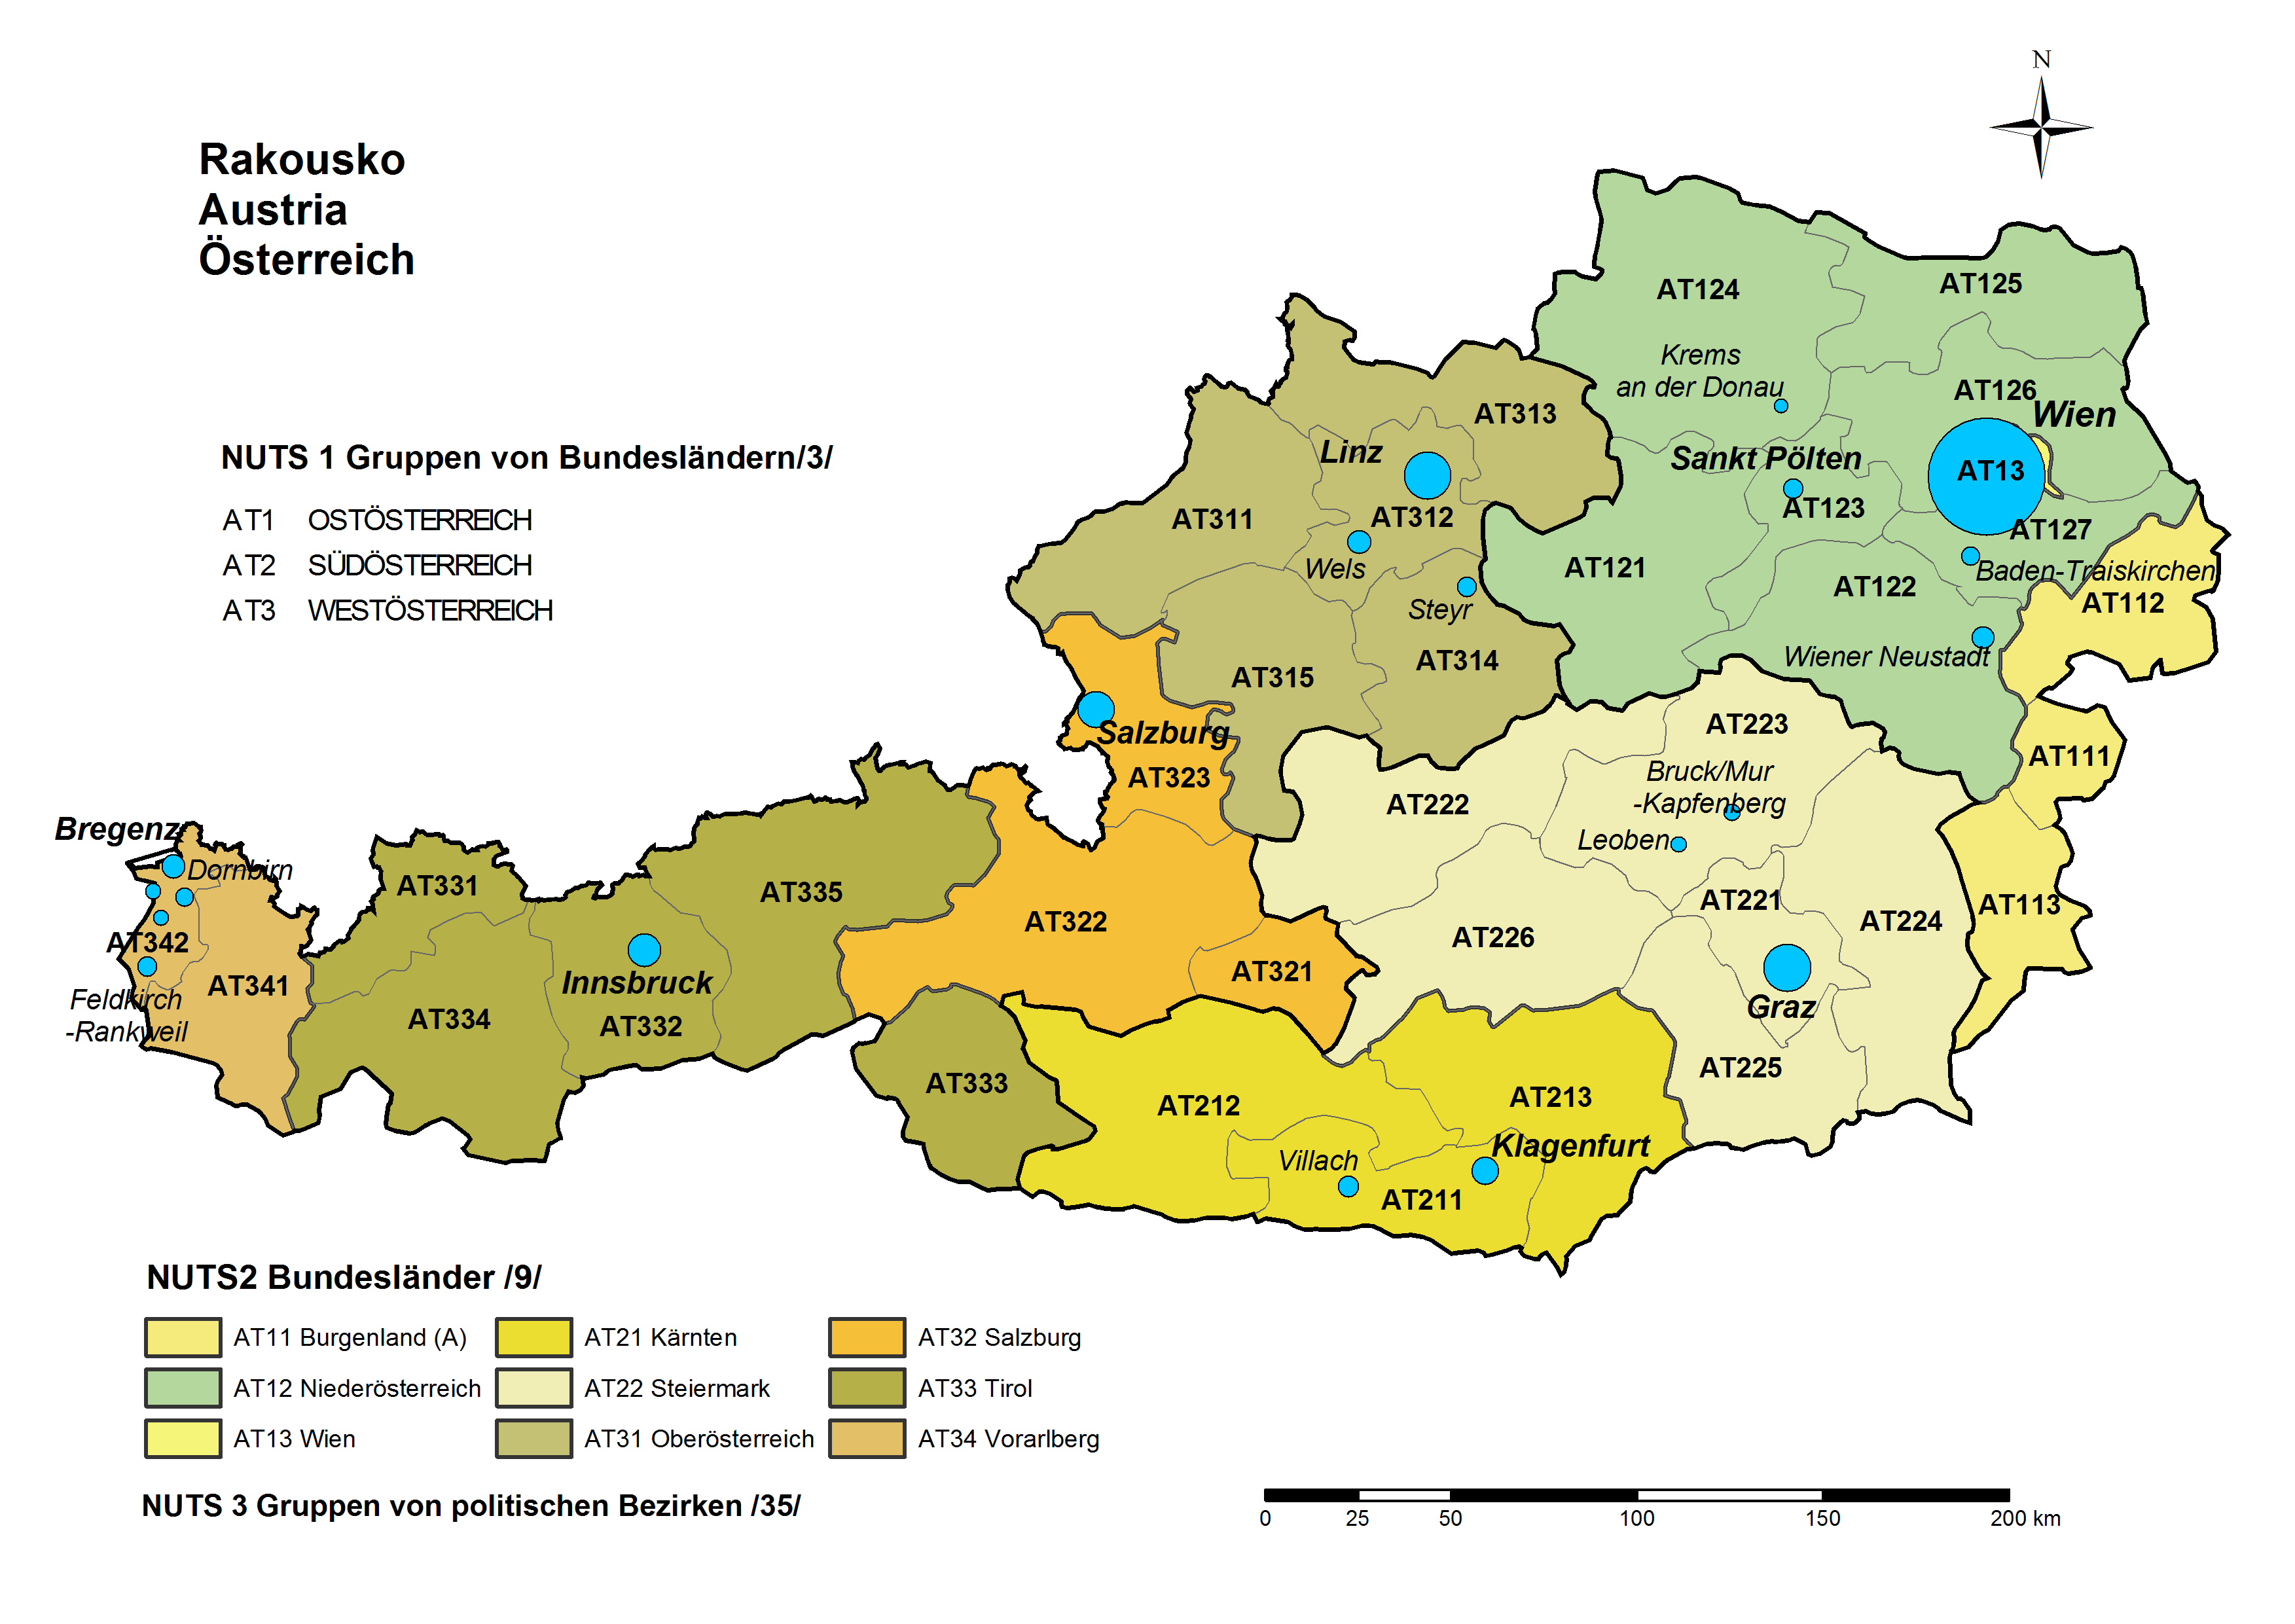 N
Rakousko
Austria
Österreich
NUTS 1 Gruppen von Bundesländern/3/
AT1 OSTÖSTERREICH
AT2 SÜDÖSTERREICH
AT3 WESTÖSTERREICH
AT124
AT125
Krems
an der Donau
AT126
Wien
AT313
Linz
Sankt Pölten
AT13
AT311
AT312
AT123
AT127
Wels
AT121
Baden-Traiskirchen
AT122
AT112
Steyr
Wiener Neustadt
AT314
AT315
AT223
Salzburg
AT111
AT323
Bruck/Mur
-Kapfenberg
AT222
Leoben
Bregenz
Dornbirn
AT331
AT335
AT221
AT113
AT322
AT224
AT226
AT342
AT321
AT341
Innsbruck
Feldkirch
-Rankweil
Graz
AT334
AT332
AT225
AT333
AT212
AT213
Klagenfurt
Villach
AT211
NUTS2 Bundesländer /9/
AT11 Burgenland (A)
AT21 Kärnten
AT32 Salzburg
AT12 Niederösterreich
AT22 Steiermark
AT33 Tirol
AT13 Wien
AT31 Oberösterreich
AT34 Vorarlberg
NUTS 3 Gruppen von politischen Bezirken /35/
0 25 50 100 150 200 km